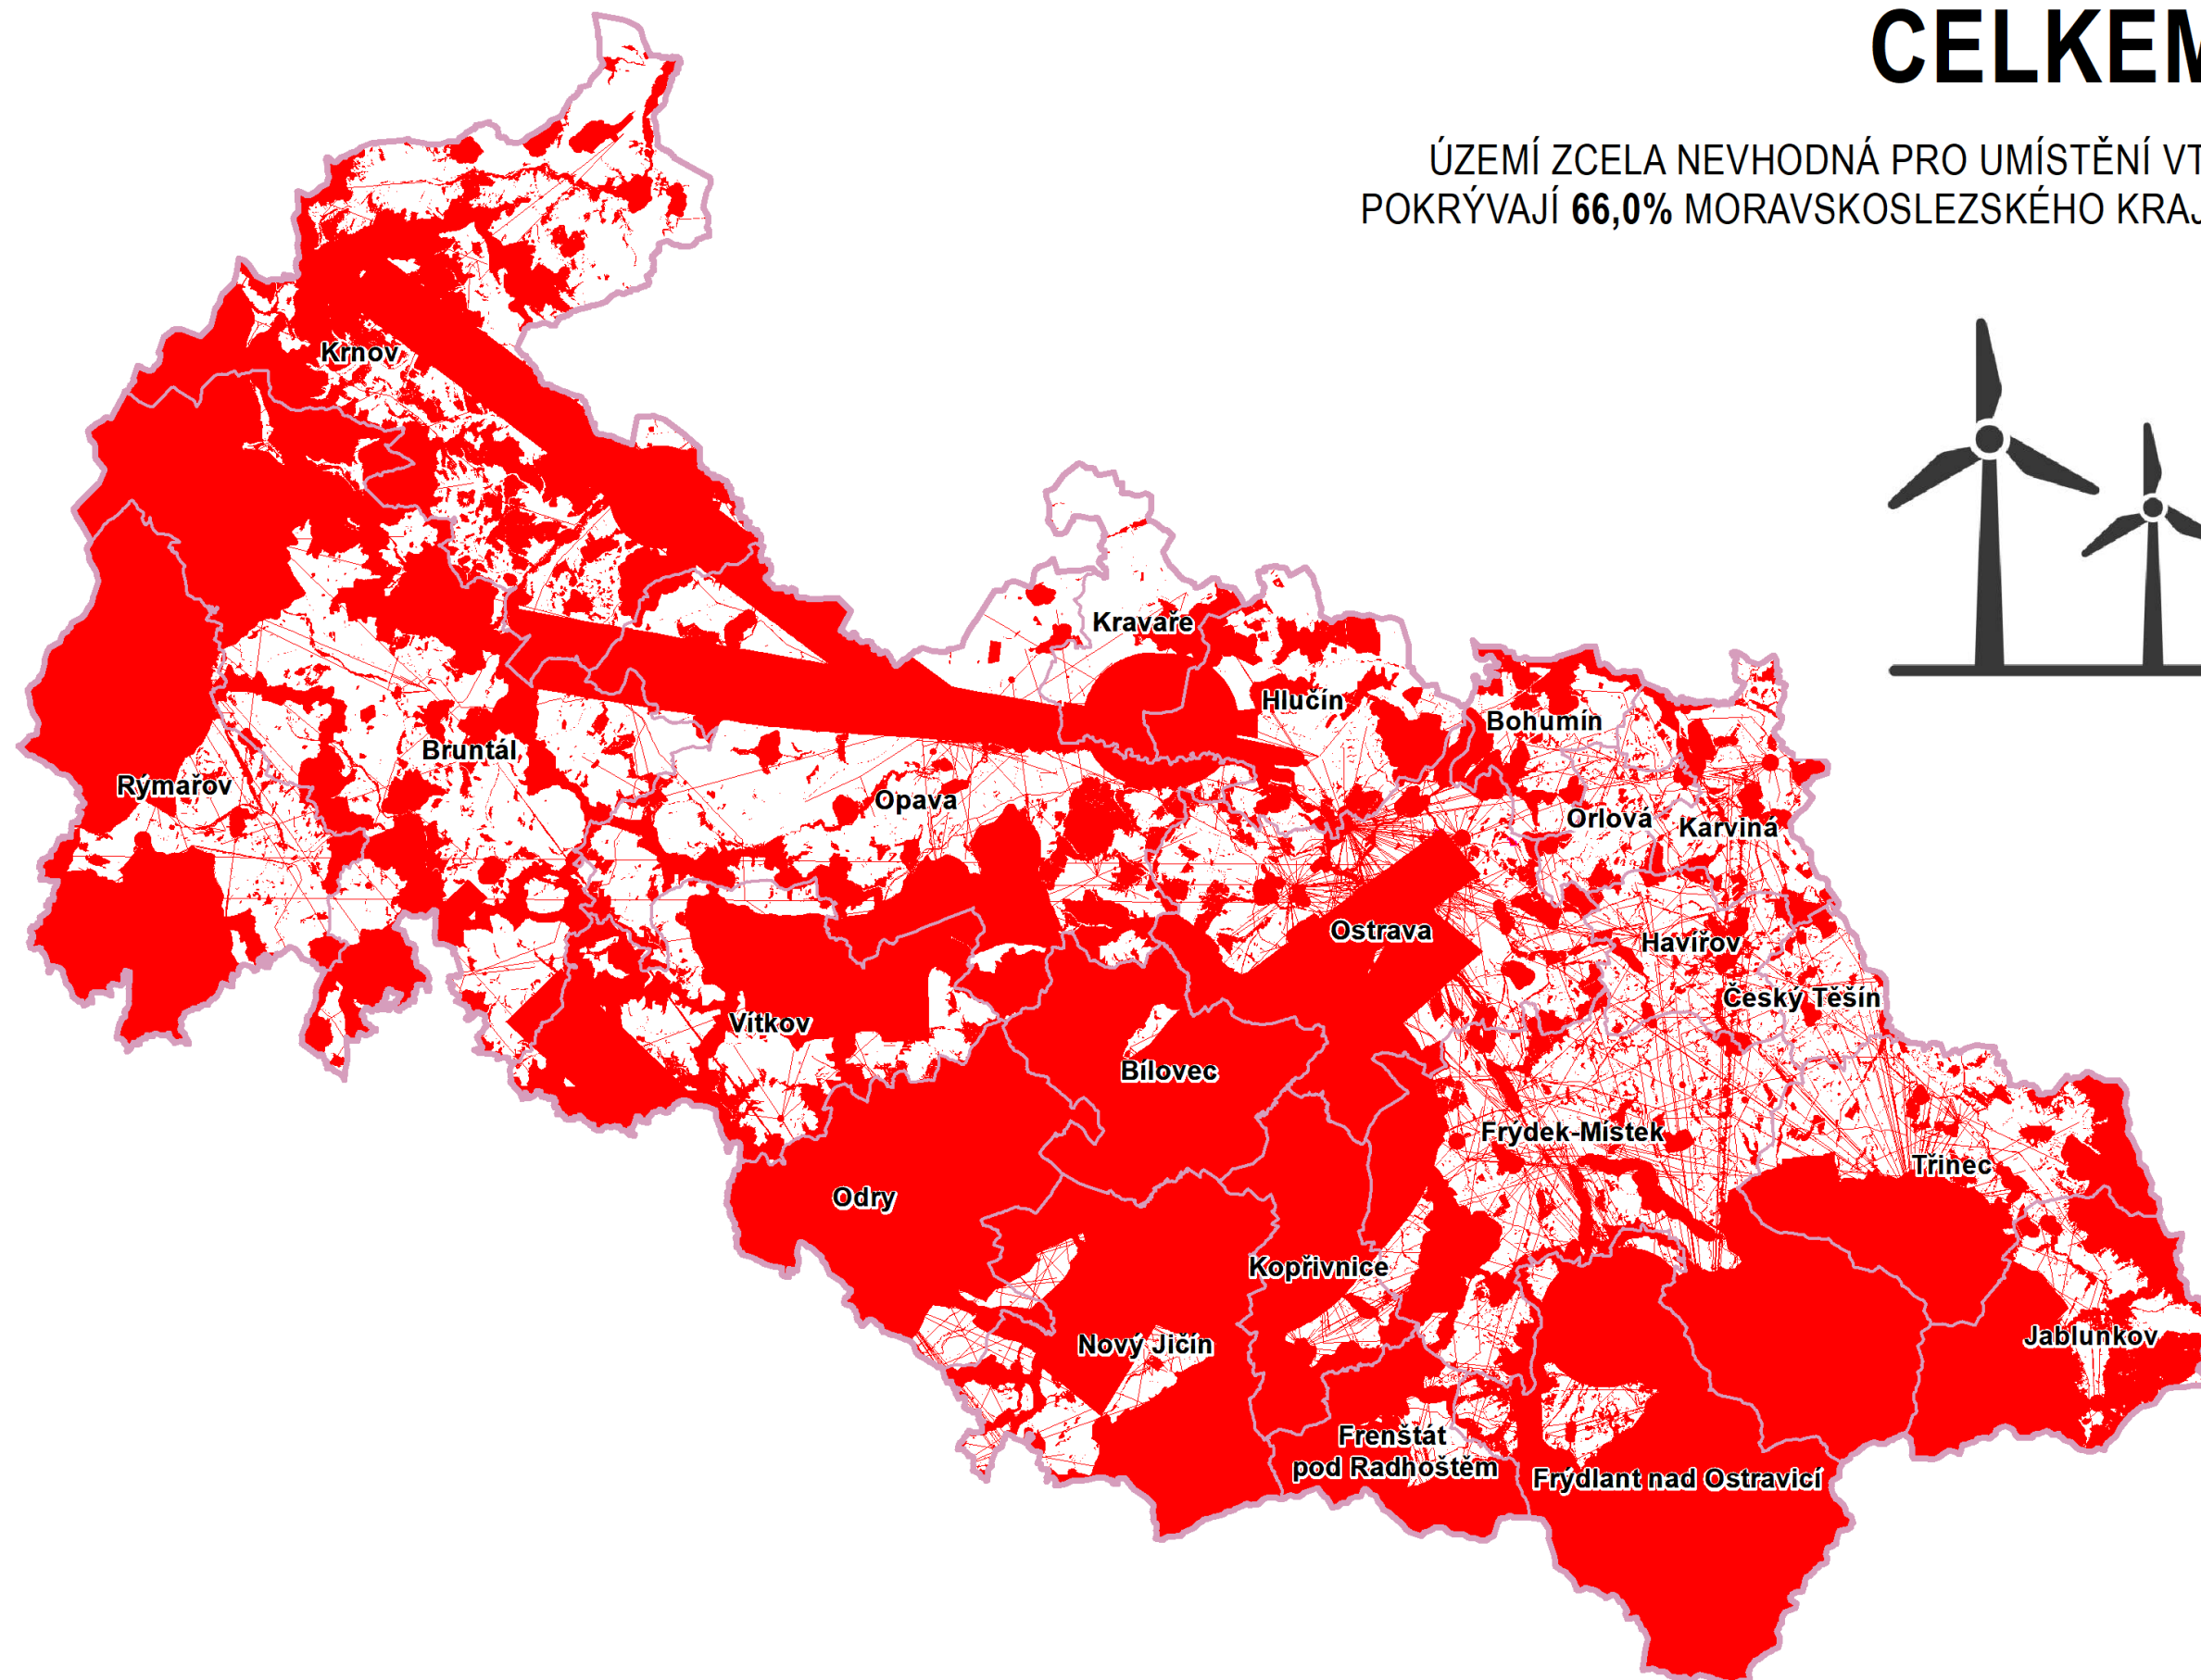 CELKEM
ÚZEMÍ ZCELA NEVHODNÁ PRO UMÍSTĚNÍ VT
POKRÝVAJÍ 66,0% MORAVSKOSLEZSKÉHO KRAJ
Krnov
Kravaře
Hlučín
Bohumín
Bruntál
Rýmařov
Opava
Orlová
Karviná
Ostrava
Havířov
Český Těšín
Vítkov
Bílovec
Frýdek-Místek
Třinec
Odry
Kopřivnice
Nový Jičín
Jablunkov
Frenštát
pod Radhoštěm
Frýdlant nad Ostravicí